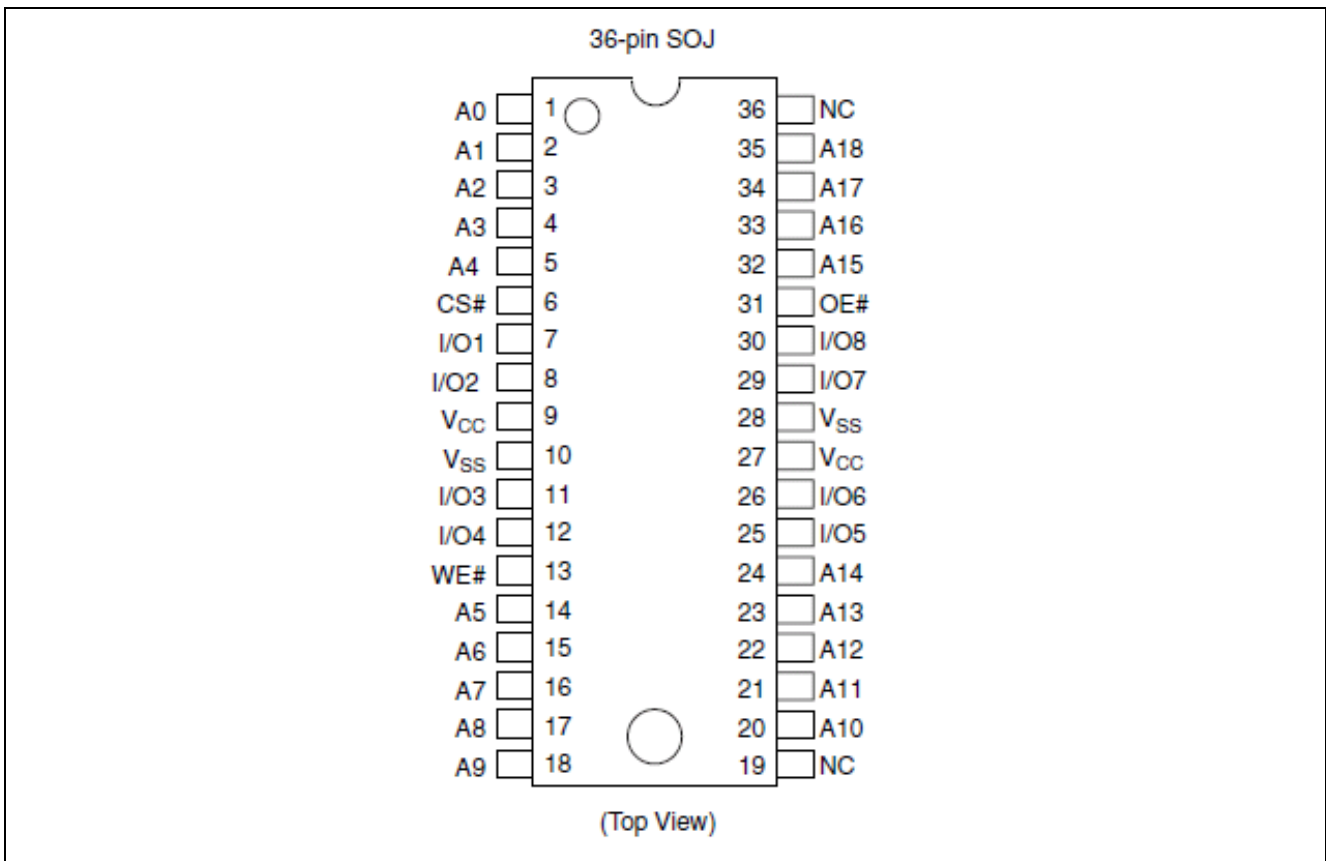 36-pin SOJ
A0 1 36 NC
A1 2 35 A18
A2 3 34 A17
A3 4 33 A16
A4 5 32 A15
CS# 6 31 OE#
I/O1 7 30 I/O8
I/O2 8 29 I/O7
VCC 9 28 VSS
VSS 10 27 VCC
I/O3 11 26 I/O6
I/O4 12 25 I/O5
WE# 13 24 A14
A5 14 23 A13
A6 15 22 A12
A7 16 21 A11
A8 17 20 A10
A9 18 19 NC
(Top View)